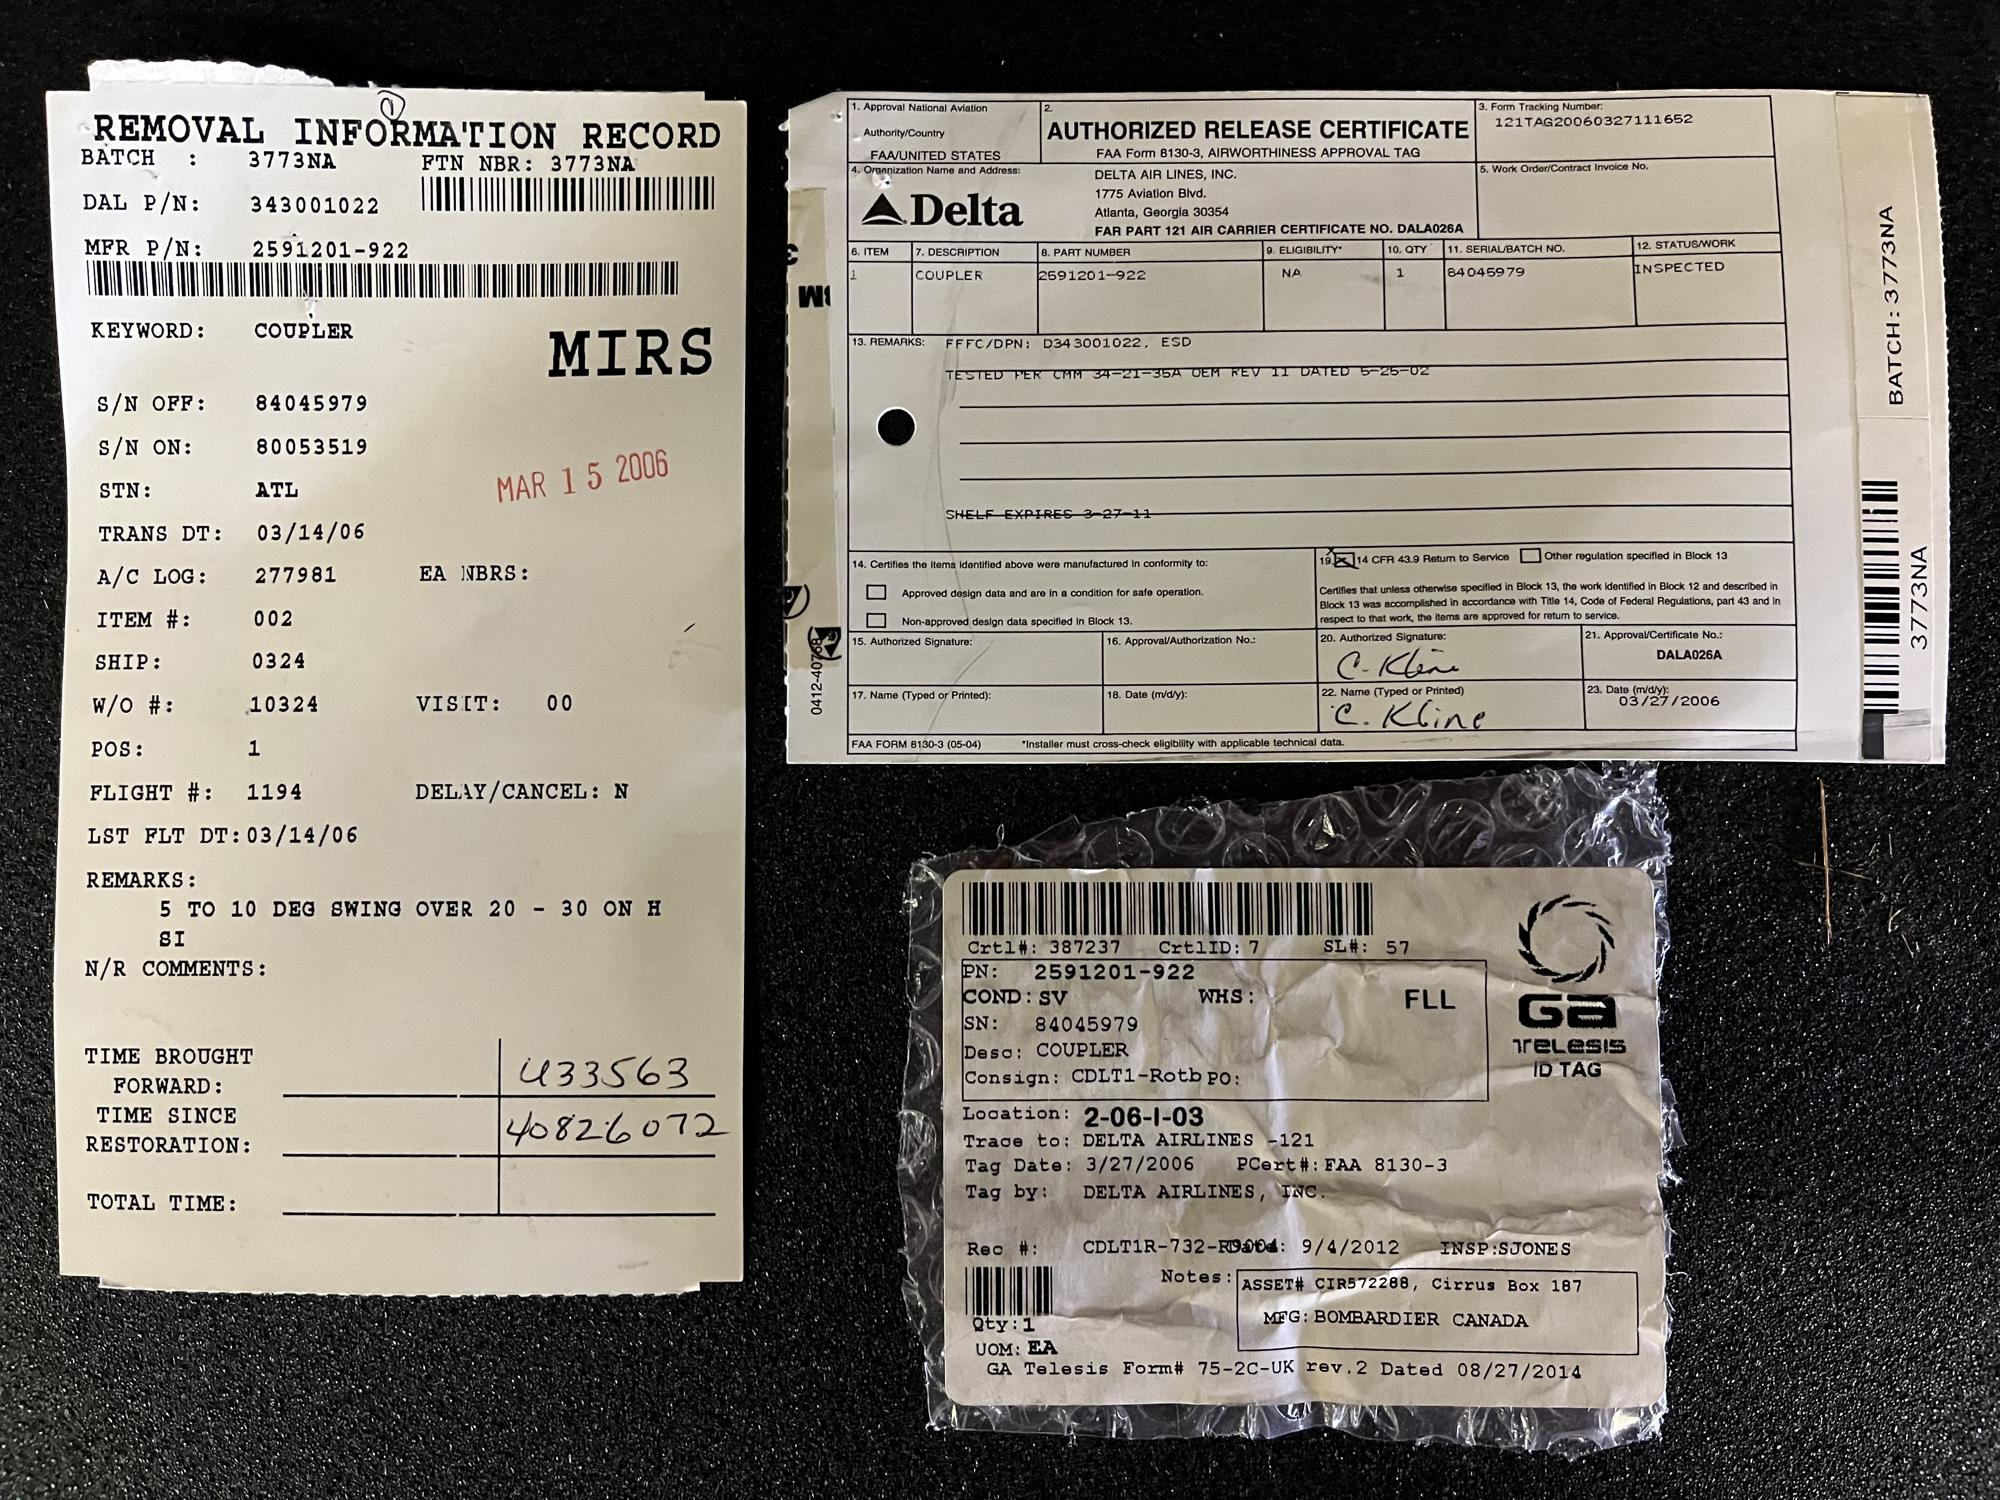 REMOVAL INFORMATION RECORD
BATCH : 3773NA FTN NBR: 3773NA
DAL P/N: 343001022
MFR P/N: 2591201-922
KEYWORD: COUPLER
MIRS
S/N OFF: 84045979
S/N ON: 80053519
MAR 15 2006
STN: ATL
TRANS DT: 03/14/06
A/C LOG: 277981 EA NBRS:
ITEM #: 002
SHIP: 0324
W/O #: 10324 VISIT: 00
POS: 1
FLIGHT #: 1194 DELAY/CANCEL: N
LST FLT DT: 03/14/06
REMARKS:
5 TO 10 DEG SWING OVER 20 - 30 ON H
SI
N/R COMMENTS:
TIME BROUGHT
FORWARD: 433563
TIME SINCE
RESTORATION: 40826072
TOTAL TIME:
1. Approval National Aviation
Authority/Country
FAA/UNITED STATES
2.
AUTHORIZED RELEASE CERTIFICATE
FAA Form 8130-3, AIRWORTHINESS APPROVAL TAG
3. Form Tracking Number:
121TAG20060327111652
4. Organization Name and Address:
Delta
DELTA AIR LINES, INC.
1775 Aviation Blvd.
Atlanta, Georgia 30354
FAR PART 121 AIR CARRIER CERTIFICATE NO. DALA026A
5. Work Order/Contract Invoice No.
6. ITEM 7. DESCRIPTION 8. PART NUMBER 9. ELIGIBILITY* 10. QTY 11. SERIAL/BATCH NO. 12. STATUS/WORK
1 COUPLER 2591201-922 NA 1 84045979 INSPECTED
13. REMARKS: FFFC/DPN: D343001022, ESD
TESTED PER CMM 34-21-35A OEM REV 11 DATED 5-25-02
SHELF EXPIRES 3-27-11
14. Certifies the items identified above were manufactured in conformity to:
Approved design data and are in a condition for safe operation.
Non-approved design data specified in Block 13.
19. 14 CFR 43.9 Return to Service Other regulation specified in Block 13
Certifies that unless otherwise specified in Block 13, the work identified in Block 12 and described in
Block 13 was accomplished in accordance with Title 14, Code of Federal Regulations, part 43 and in
respect to that work, the items are approved for return to service.
15. Authorized Signature: 16. Approval/Authorization No.: 20. Authorized Signature: 21. Approval/Certificate No.:
C. Kline DALA026A
17. Name (Typed or Printed): 18. Date (m/d/y): 22. Name (Typed or Printed) 23. Date (m/d/y):
C. Kline 03/27/2006
FAA FORM 8130-3 (05-04) *Installer must cross-check eligibility with applicable technical data.
BATCH: 3773NA
3773NA
Crtl#: 387237 CrtlID: 7 SL#: 57
PN: 2591201-922
COND: SV WHS: FLL
SN: 84045979
Desc: COUPLER
Consign: CDLT1-Rotb PO:
GA
TELESIS
ID TAG
Location: 2-06-I-03
Trace to: DELTA AIRLINES -121
Tag Date: 3/27/2006 PCert#: FAA 8130-3
Tag by: DELTA AIRLINES, INC.
Rec #: 9/4/2012 INSP:SJONES
Notes: ASSET# CIR572288, Cirrus Box 187
MFG: BOMBARDIER CANADA
Qty: 1
UOM: EA
GA Telesis Form# 75-2C-UK rev.2 Dated 08/27/2014